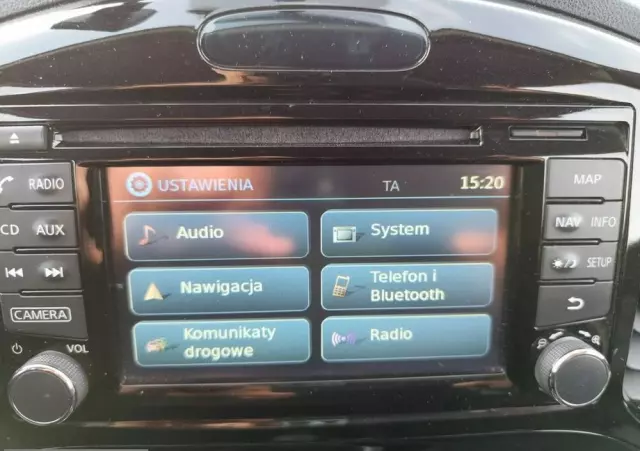 USTAWIENIA TA 15:20
Audio
System
Nawigacja
Telefon i
Bluetooth
Komunikaty
drogowe
Radio
RADIO
CD AUX
CAMERA
VOL
MAP
NAV INFO
SETUP